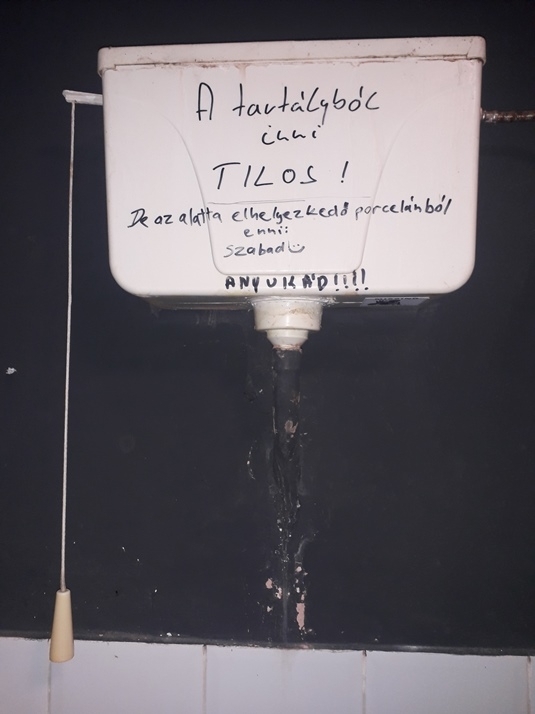 A tartályból
inni
TILOS !
De az alatta elhelyezkedő porcelánból
enni:
szabad
ANYUKÁD!!!!